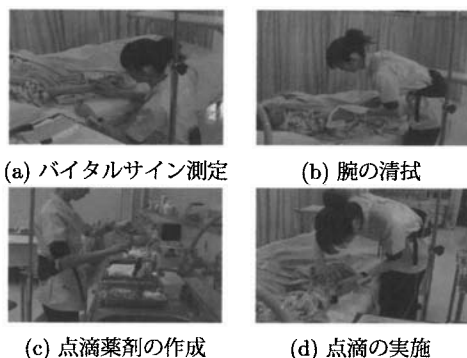 (a) バイタルサイン測定
(b) 腕の清拭
(c) 点滴薬剤の作成
(d) 点滴の実施